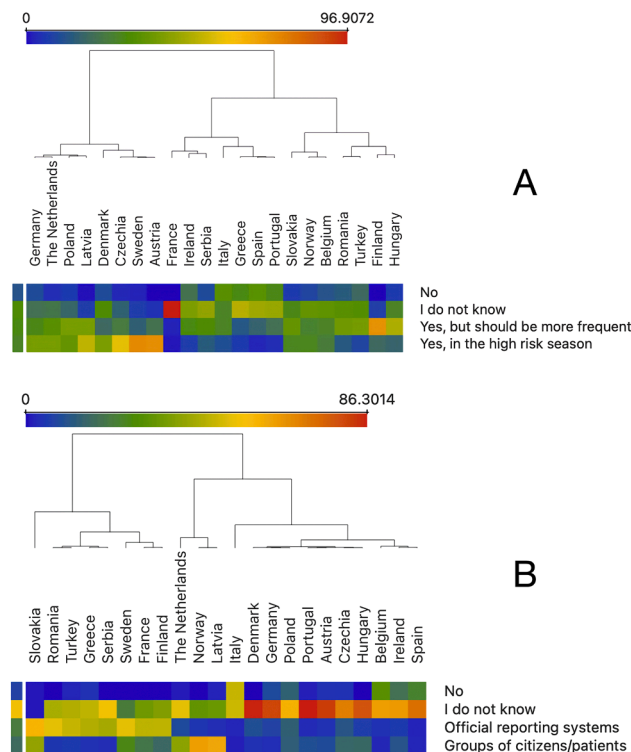 0 96.9072
A
Germany
The Netherlands
Poland
Latvia
Denmark
Czechia
Sweden
Austria
France
Ireland
Serbia
Italy
Greece
Spain
Portugal
Slovakia
Norway
Belgium
Romania
Turkey
Finland
Hungary
No
I do not know
Yes, but should be more frequent
Yes, in the high risk season
0 86.3014
B
Slovakia
Romania
Turkey
Greece
Serbia
Sweden
France
Finland
The Netherlands
Norway
Latvia
Italy
Denmark
Germany
Poland
Portugal
Austria
Czechia
Hungary
Belgium
Ireland
Spain
No
I do not know
Official reporting systems
Groups of citizens/patients